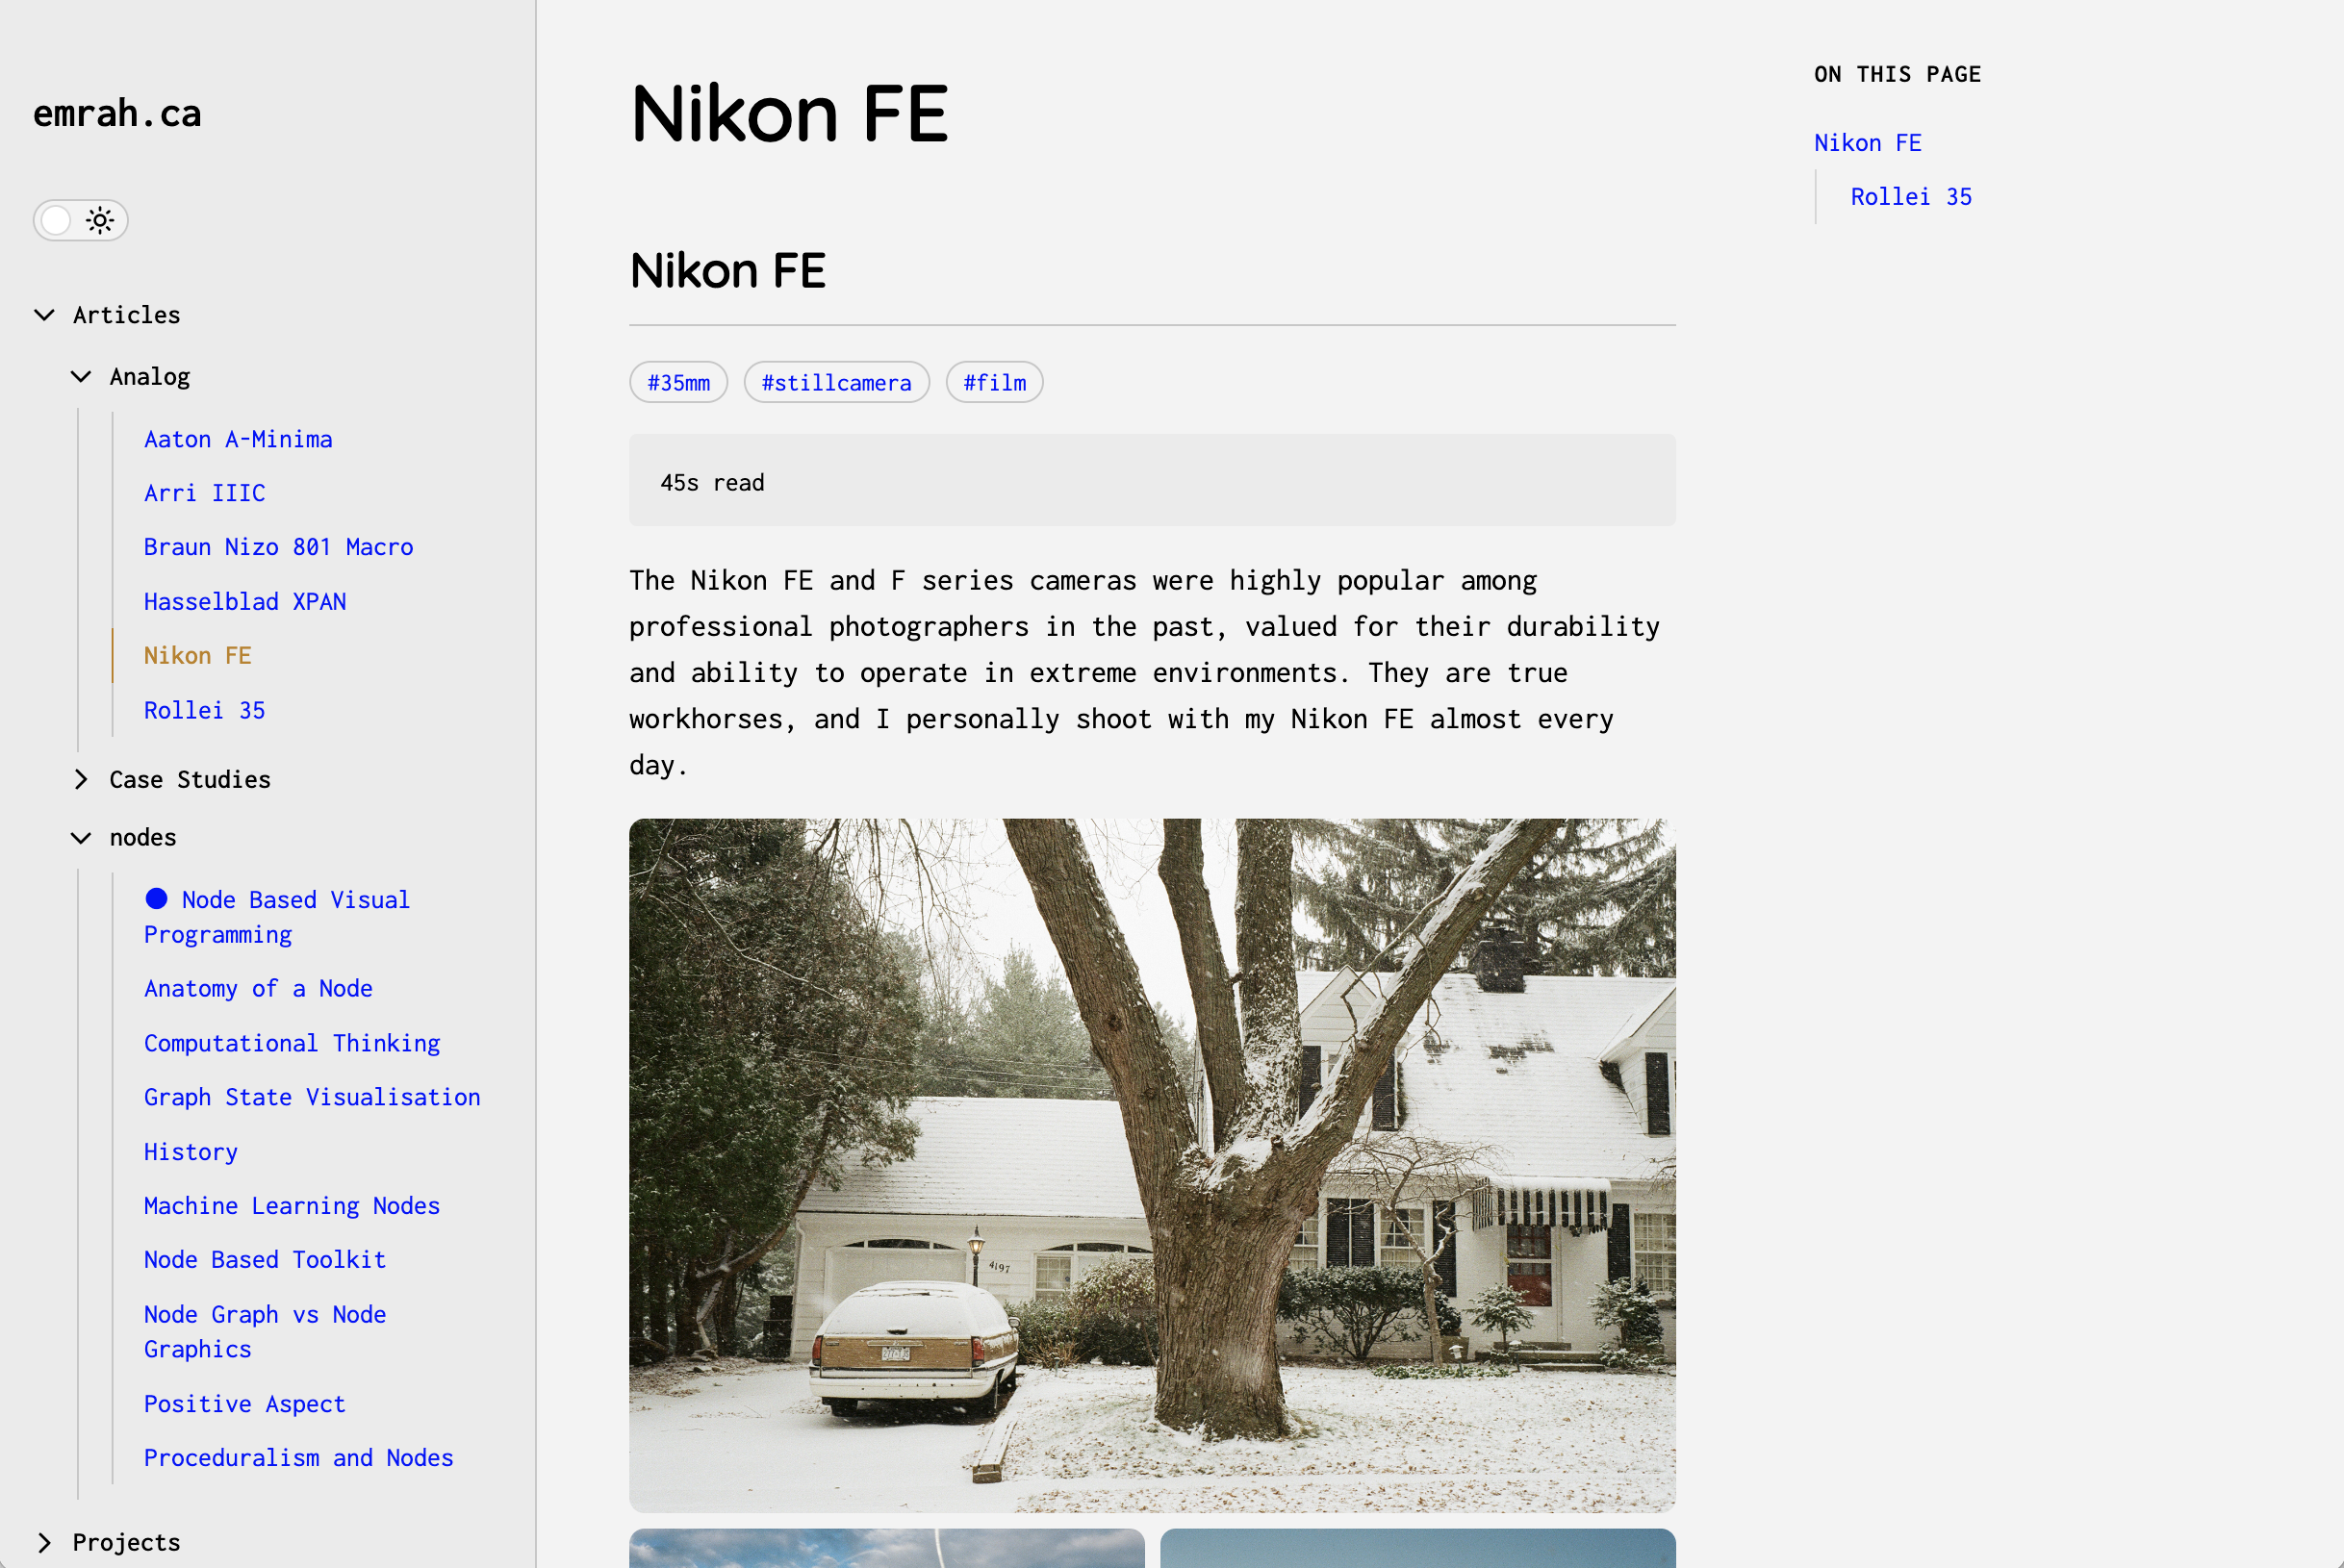 emrah.ca
Articles
Analog
Aaton A-Minima
Arri IIIC
Braun Nizo 801 Macro
Hasselblad XPAN
Nikon FE
Rollei 35
Case Studies
nodes
Node Based Visual
Programming
Anatomy of a Node
Computational Thinking
Graph State Visualisation
History
Machine Learning Nodes
Node Based Toolkit
Node Graph vs Node
Graphics
Positive Aspect
Proceduralism and Nodes
Projects
Nikon FE
Nikon FE
#35mm
#stillcamera
#film
45s read
The Nikon FE and F series cameras were highly popular among
professional photographers in the past, valued for their durability
and ability to operate in extreme environments. They are true
workhorses, and I personally shoot with my Nikon FE almost every
day.
4197
ON THIS PAGE
Nikon FE
Rollei 35